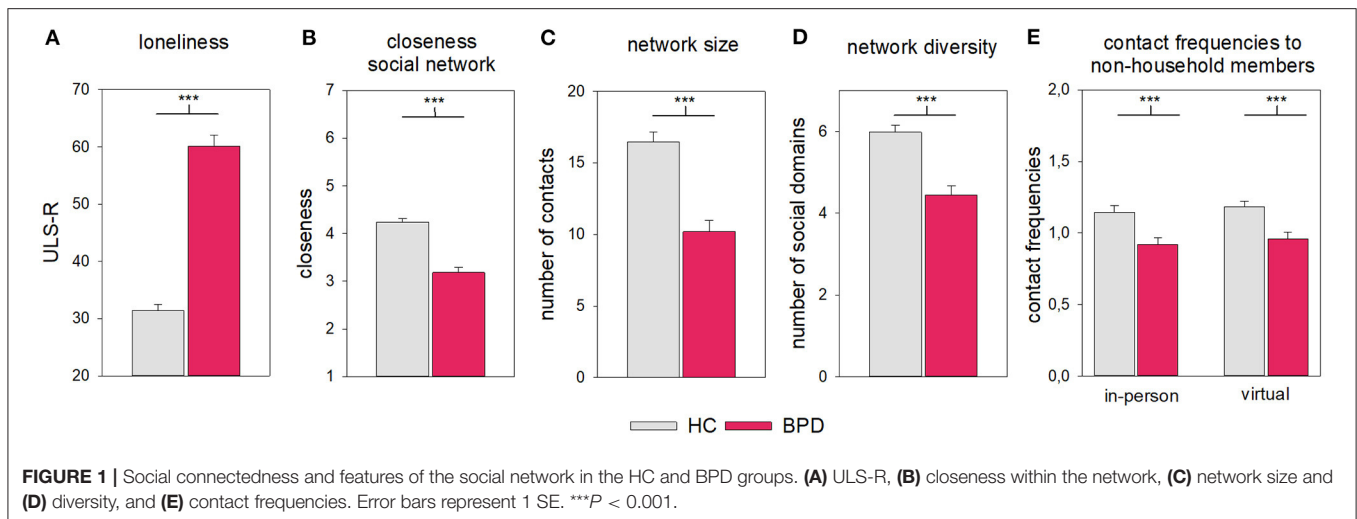 A loneliness
B closeness
social network
C network size
D network diversity
E contact frequencies to
non-household members
ULS-R
70
60
50
40
30
20
***
closeness
7
6
5
4
3
2
1
***
number of contacts
20
15
10
5
0
***
number of social domains
6
4
2
0
***
contact frequencies
2,0
1,5
1,0
0,5
0,0
*** ***
in-person virtual
HC BPD
FIGURE 1 | Social connectedness and features of the social network in the HC and BPD groups. (A) ULS-R, (B) closeness within the network, (C) network size and
(D) diversity, and (E) contact frequencies. Error bars represent 1 SE. ***P < 0.001.